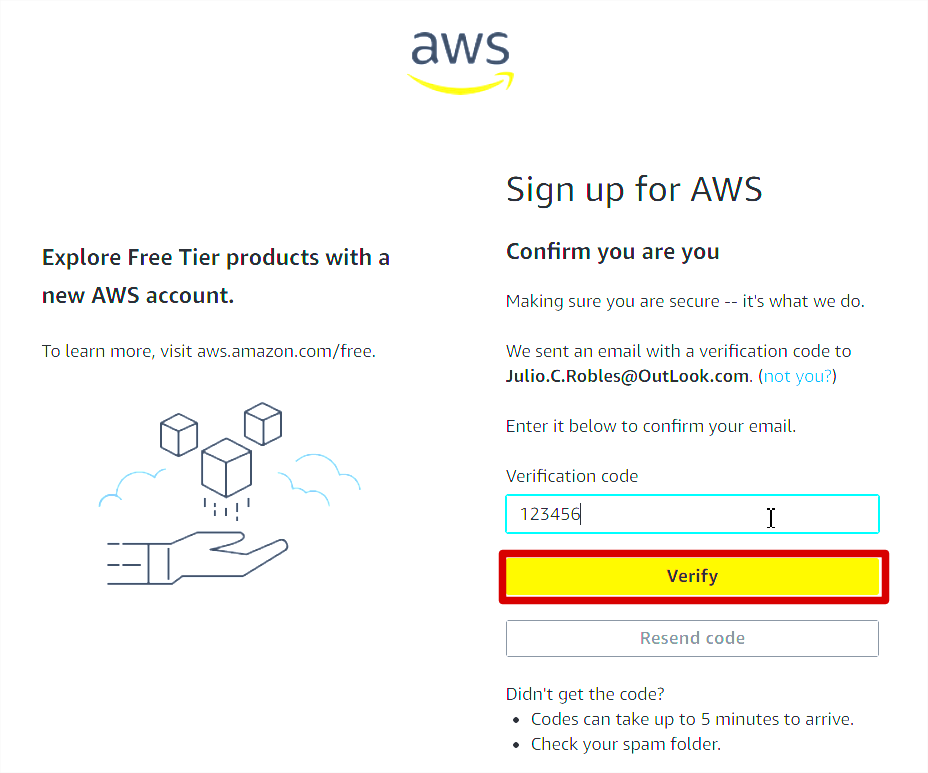 aws
Explore Free Tier products with a
new AWS account.
To learn more, visit aws.amazon.com/free.
Sign up for AWS
Confirm you are you
Making sure you are secure -- it's what we do.
We sent an email with a verification code to
Julio.C.Robles@OutLook.com. (not you?)
Enter it below to confirm your email.
Verification code
123456
Verify
Resend code
Didn't get the code?
• Codes can take up to 5 minutes to arrive.
• Check your spam folder.